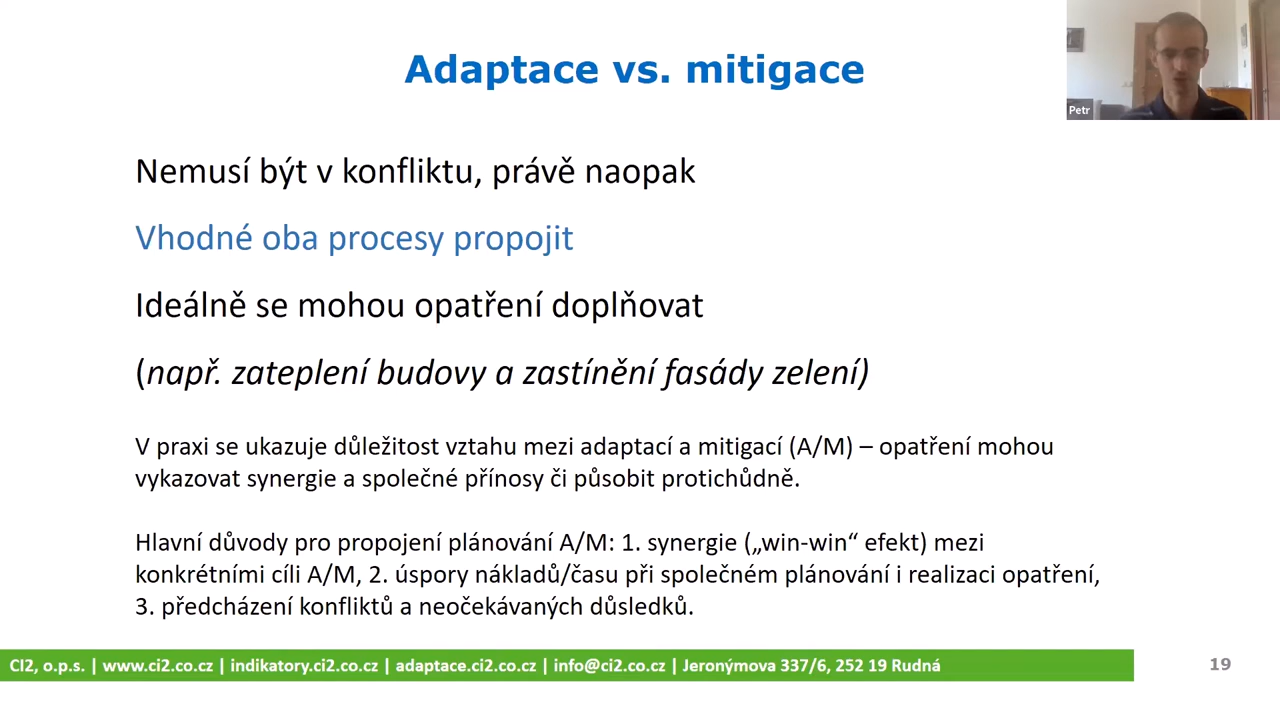 Adaptace vs. mitigace
Petr
Nemusí být v konfliktu, právě naopak
Vhodné oba procesy propojit
Ideálně se mohou opatření doplňovat
(např. zateplení budovy a zastínění fasády zelení)
V praxi se ukazuje důležitost vztahu mezi adaptací a mitigací (A/M) – opatření mohou
vykazovat synergie a společné přínosy či působit protichůdně.
Hlavní důvody pro propojení plánování A/M: 1. synergie („win-win“ efekt) mezi
konkrétními cíli A/M, 2. úspory nákladů/času při společném plánování i realizaci opatření,
3. předcházení konfliktů a neočekávaných důsledků.
CI2, o.p.s. | www.ci2.co.cz | indikatory.ci2.co.cz | adaptace.ci2.co.cz | info@ci2.co.cz | Jeronýmova 337/6, 252 19 Rudná
19